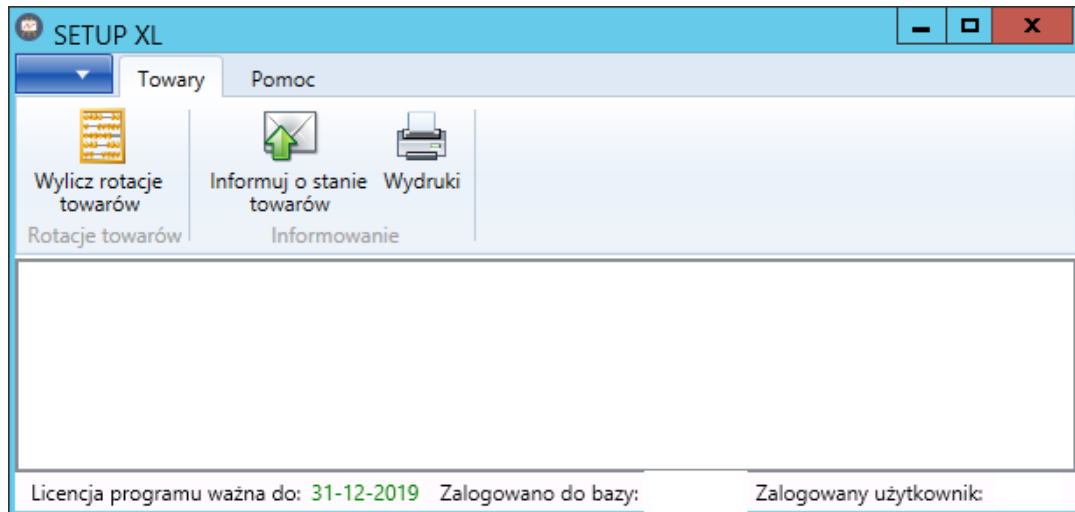 SETUP XL
Towary Pomoc
Wylicz rotacje towarów
Informuj o stanie towarów
Wydruki
Rotacje towarów Informowanie
Licencja programu ważna do: 31-12-2019 Zalogowano do bazy: Zalogowany użytkownik: